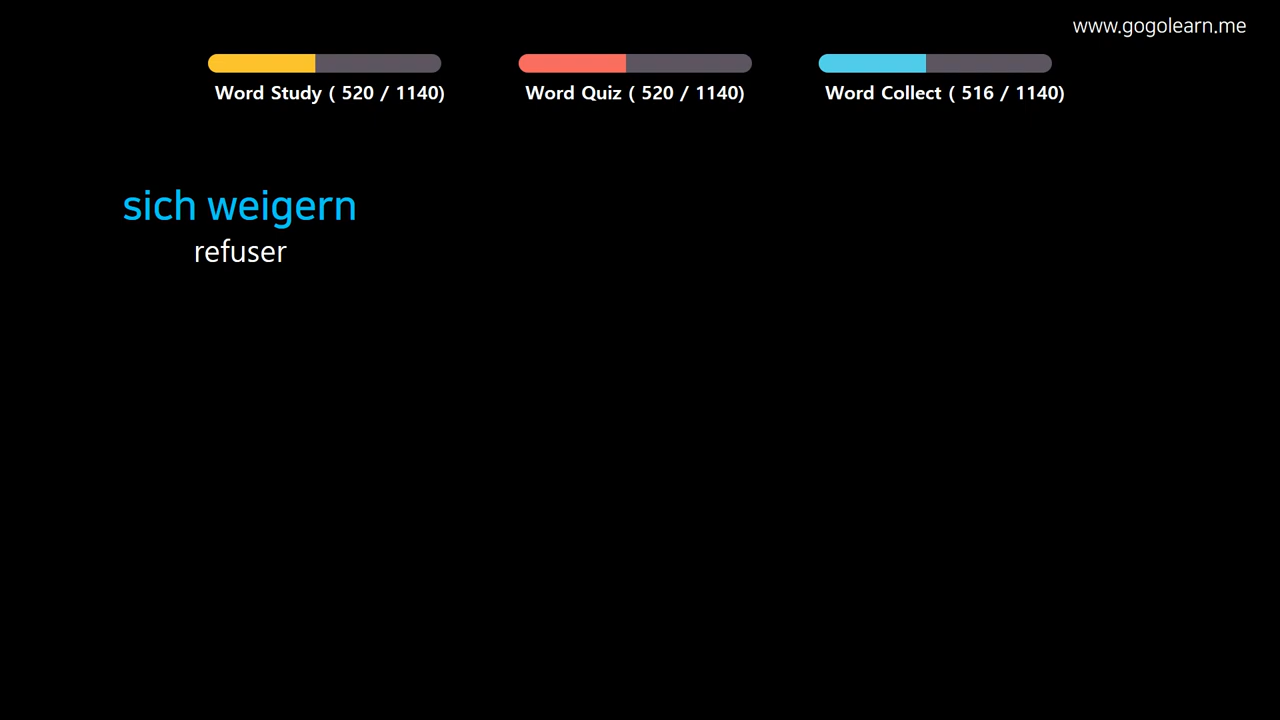 www.gogolearn.me
Word Study ( 520 / 1140)
Word Quiz ( 520 / 1140)
Word Collect ( 516 / 1140)
sich weigern
refuser